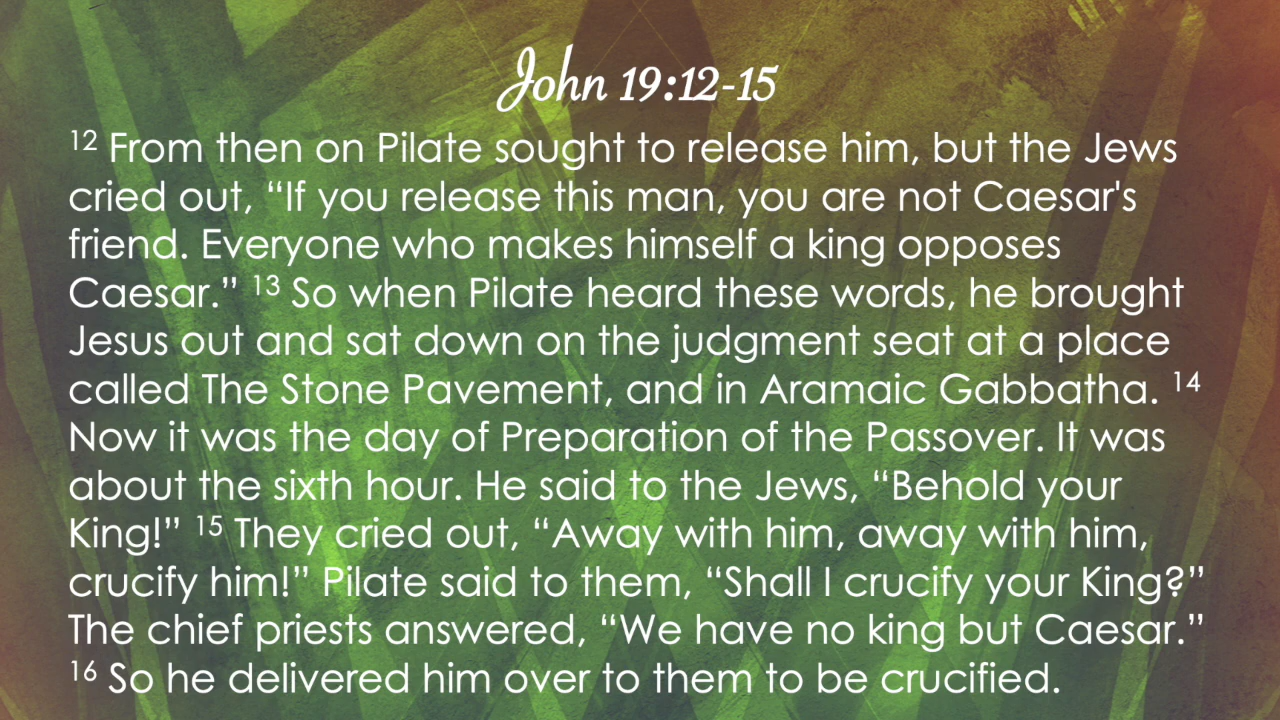 John 19:12-15
12 From then on Pilate sought to release him, but the Jews
cried out, “If you release this man, you are not Caesar's
friend. Everyone who makes himself a king opposes
Caesar.” 13 So when Pilate heard these words, he brought
Jesus out and sat down on the judgment seat at a place
called The Stone Pavement, and in Aramaic Gabbatha. 14
Now it was the day of Preparation of the Passover. It was
about the sixth hour. He said to the Jews, “Behold your
King!” 15 They cried out, “Away with him, away with him,
crucify him!” Pilate said to them, “Shall I crucify your King?”
The chief priests answered, “We have no king but Caesar.”
16 So he delivered him over to them to be crucified.